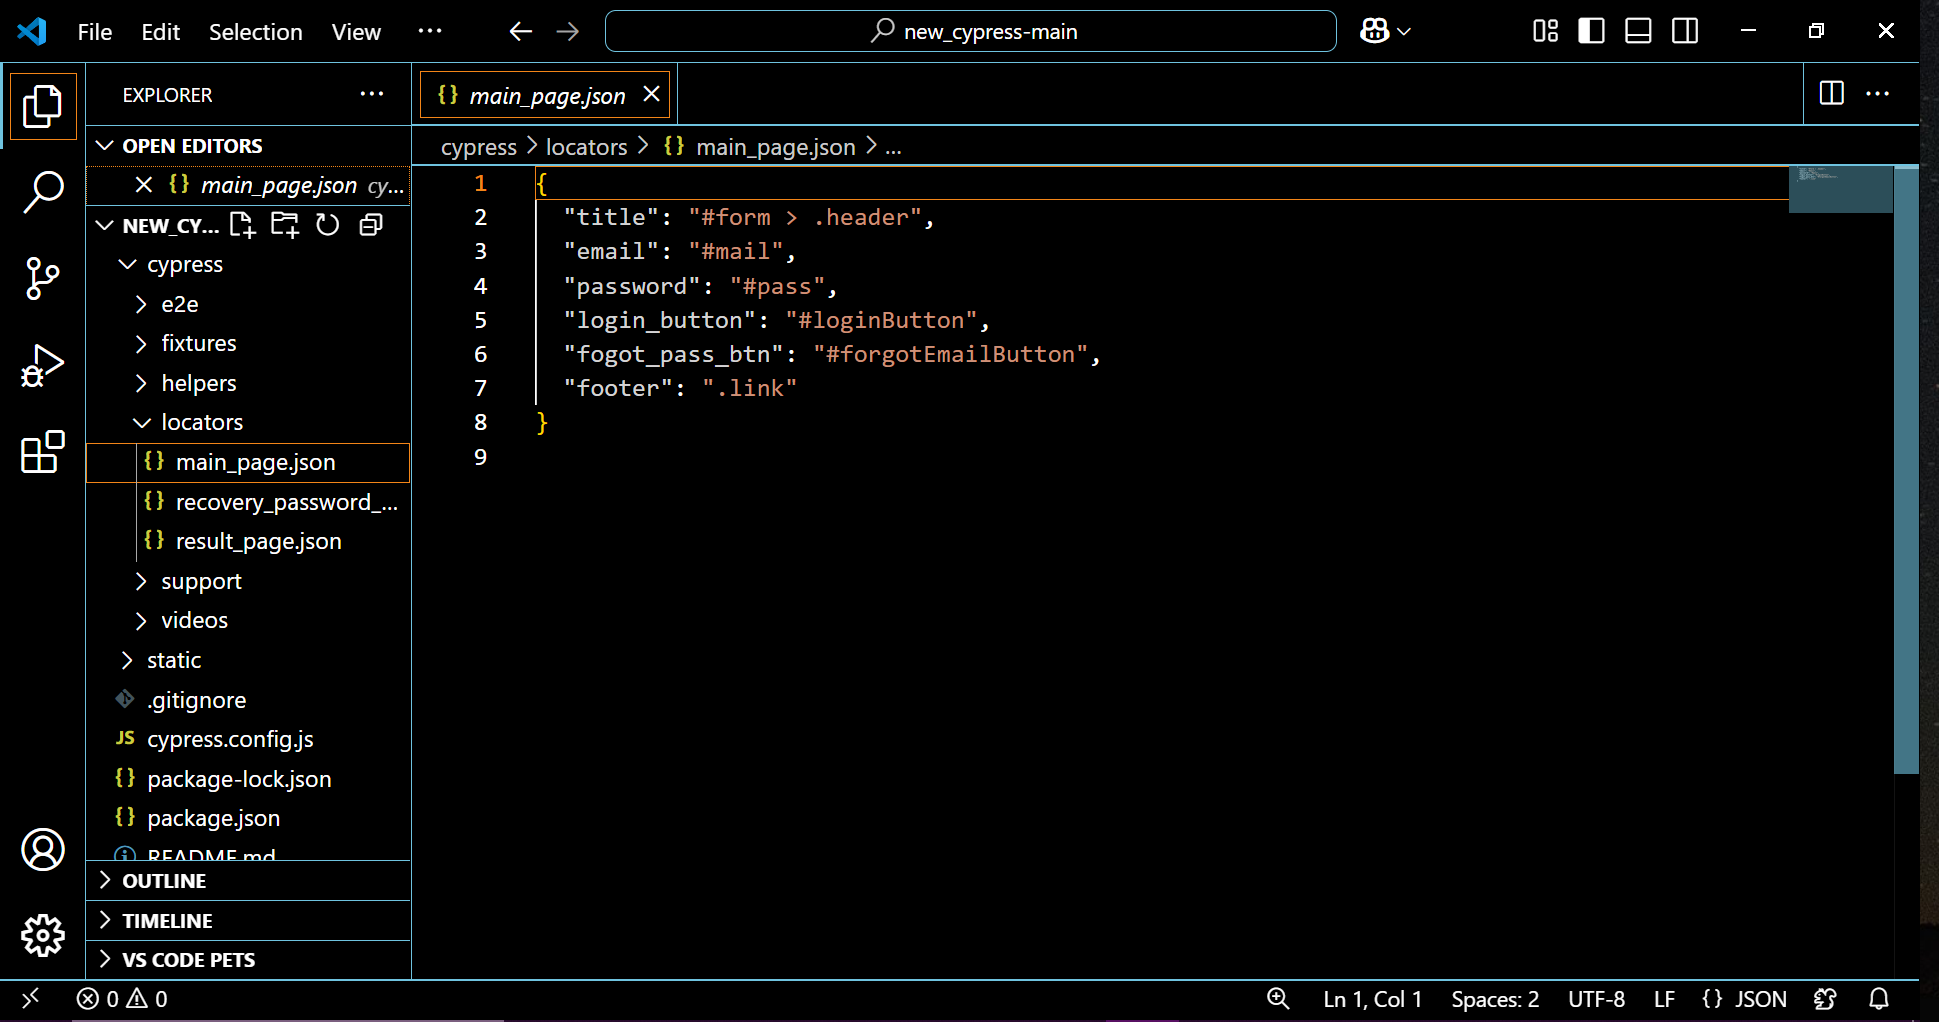 File Edit Selection View ··· new_cypress-main
EXPLORER ···
OPEN EDITORS
{} main_page.json cy...
NEW_CY...
cypress
e2e
fixtures
helpers
locators
{} main_page.json
{} recovery_password_...
{} result_page.json
support
videos
static
.gitignore
JS cypress.config.js
{} package-lock.json
{} package.json
README.md
OUTLINE
TIMELINE
VS CODE PETS
{} main_page.json
cypress > locators > {} main_page.json > ...
1 {
2 "title": "#form > .header",
3 "email": "#mail",
4 "password": "#pass",
5 "login_button": "#loginButton",
6 "fogot_pass_btn": "#forgotEmailButton",
7 "footer": ".link"
8 }
9
0 0 Ln 1, Col 1 Spaces: 2 UTF-8 LF {} JSON